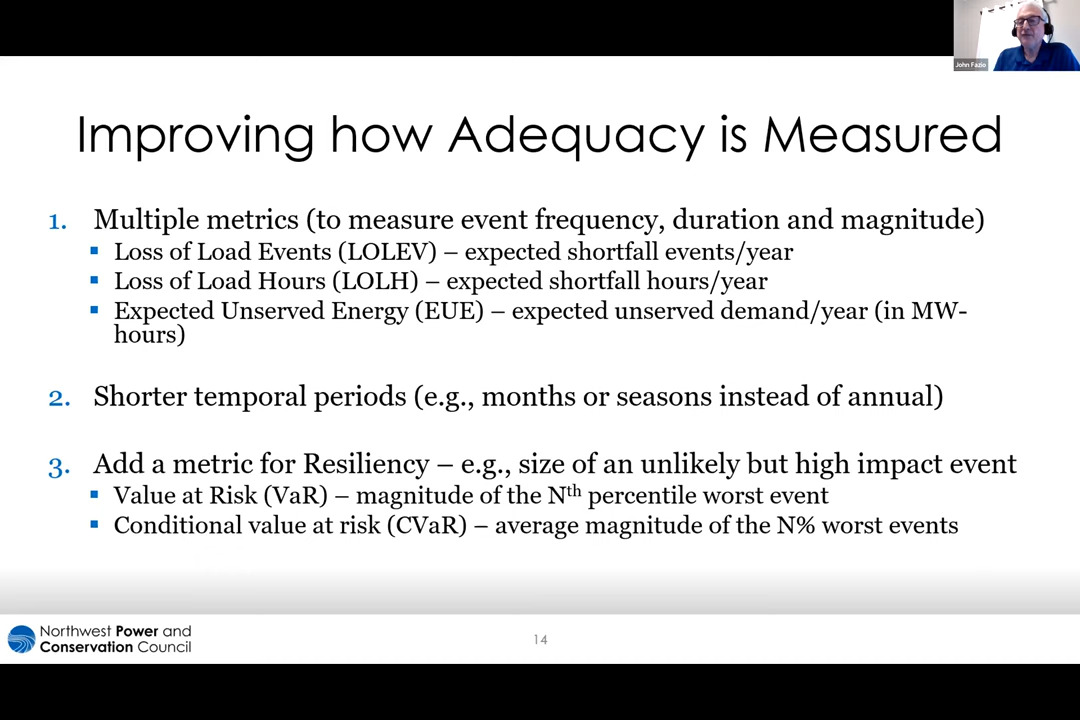 John Fazio
Improving how Adequacy is Measured
1. Multiple metrics (to measure event frequency, duration and magnitude)
▪ Loss of Load Events (LOLEV) – expected shortfall events/year
▪ Loss of Load Hours (LOLH) – expected shortfall hours/year
▪ Expected Unserved Energy (EUE) – expected unserved demand/year (in MW-
hours)
2. Shorter temporal periods (e.g., months or seasons instead of annual)
3. Add a metric for Resiliency – e.g., size of an unlikely but high impact event
▪ Value at Risk (VaR) – magnitude of the Nth percentile worst event
▪ Conditional value at risk (CVaR) – average magnitude of the N% worst events
Northwest Power and
Conservation Council
14